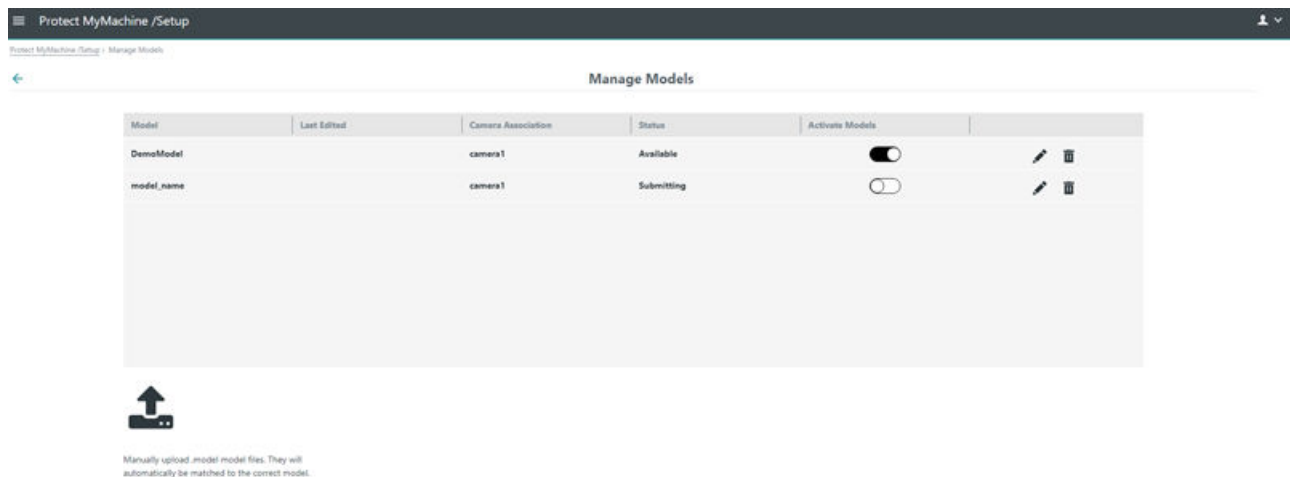 Protect MyMachine /Setup
Protect MyMachine /Setup › Manage Models
Manage Models
Model Last Edited Camera Association Status Activate Models
DemoModel camera1 Available
model_name camera1 Submitting
Manually upload .model model files. They will
automatically be matched to the correct model.